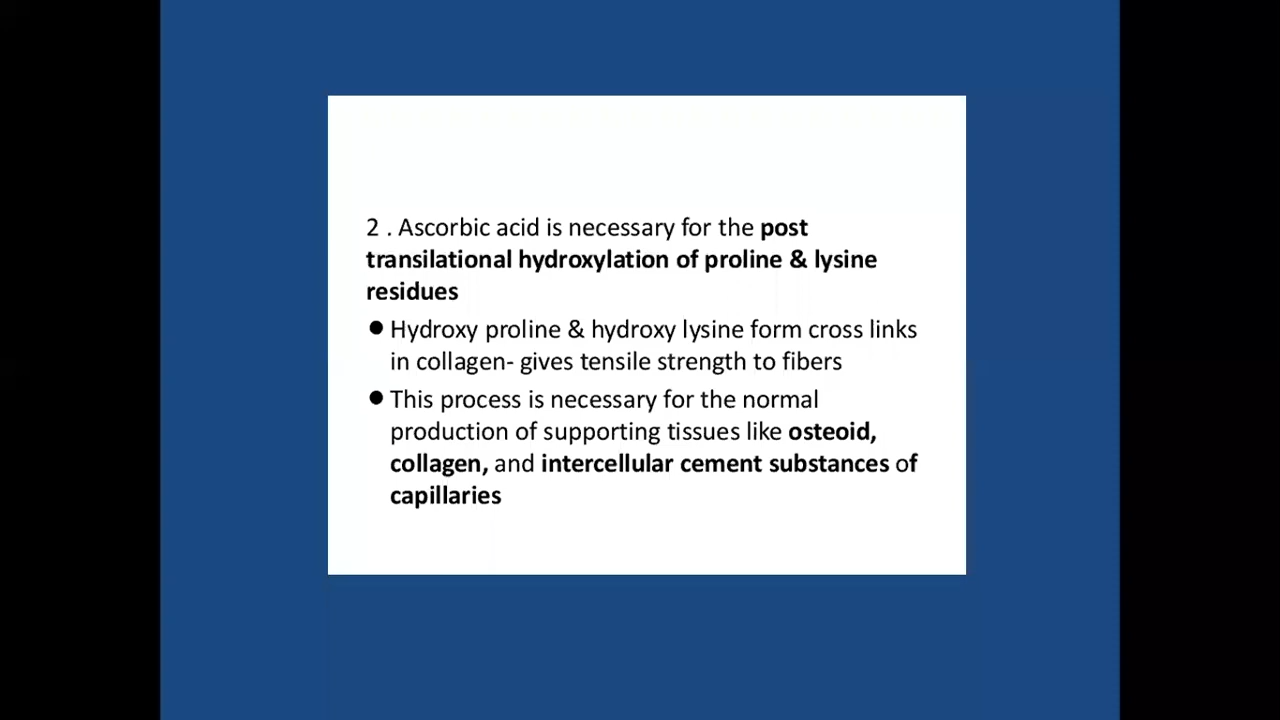 2 . Ascorbic acid is necessary for the post
transilational hydroxylation of proline & lysine
residues
● Hydroxy proline & hydroxy lysine form cross links
in collagen- gives tensile strength to fibers
● This process is necessary for the normal
production of supporting tissues like osteoid,
collagen, and intercellular cement substances of
capillaries